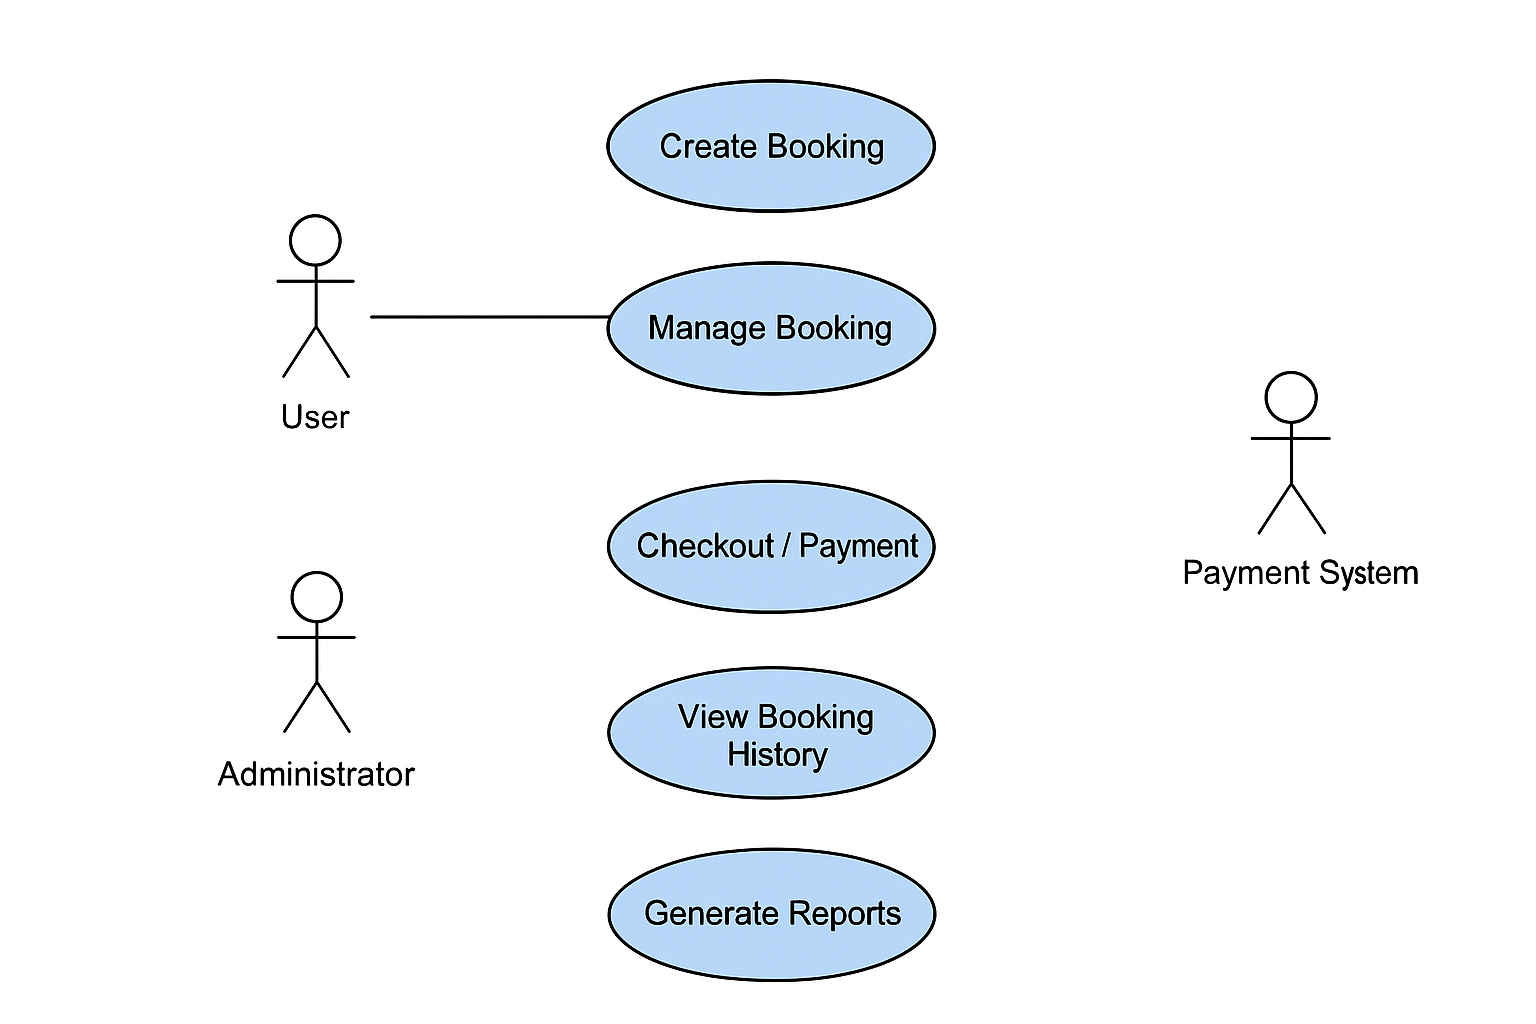 Create Booking
Manage Booking
User
Checkout / Payment
Payment System
View Booking
History
Administrator
Generate Reports